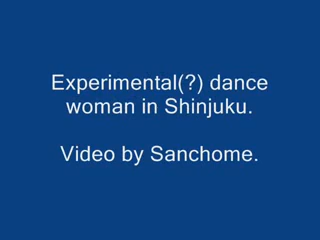 Experimental(?) dance
woman in Shinjuku.
Video by Sanchome.